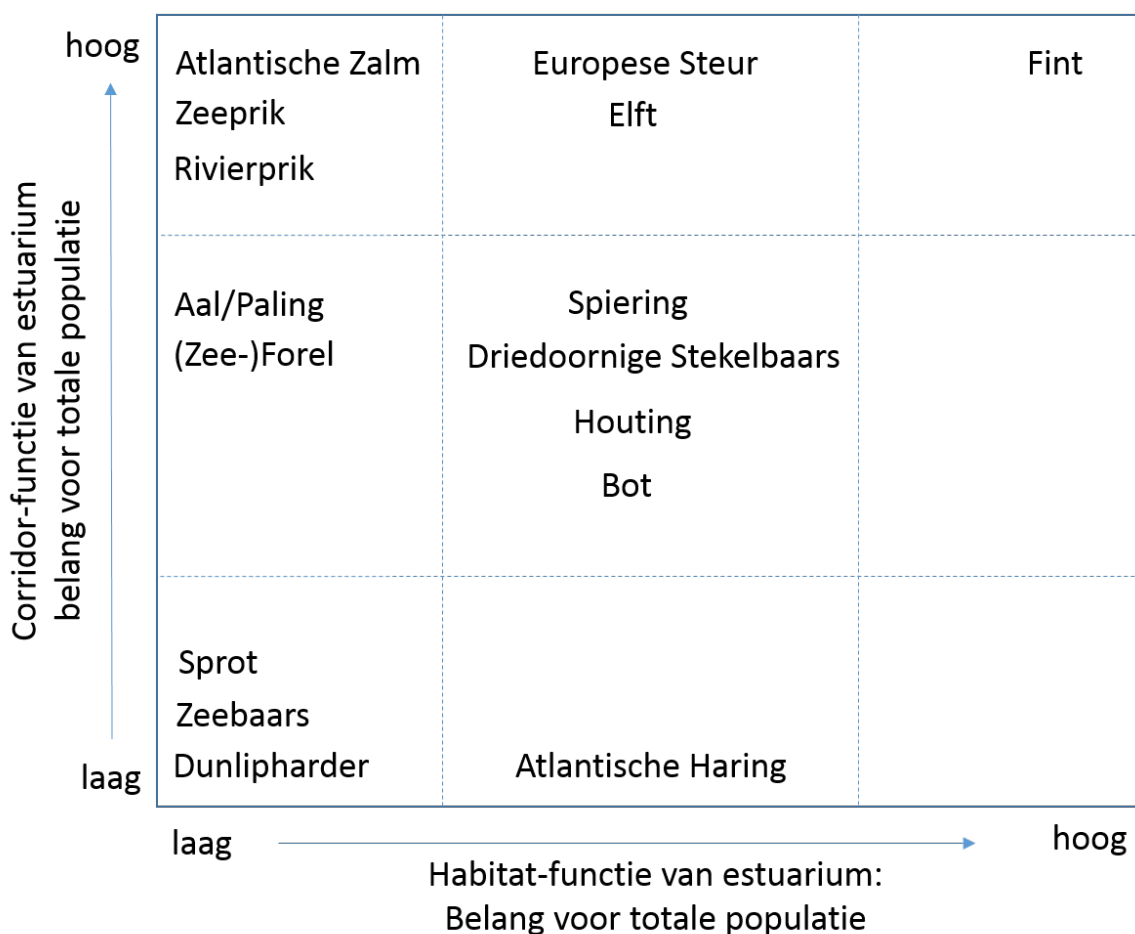 hoog
Atlantische Zalm
Europese Steur
Fint
Zeeprik
Elft
Rivierprik
Corridor-functie van estuarium
belang voor totale populatie
Aal/Paling
Spiering
(Zee-)Forel
Driedoornige Stekelbaars
Houting
Bot
Sprot
Zeebaars
laag
Dunlipharder
Atlantische Haring
laag
hoog
Habitat-functie van estuarium:
Belang voor totale populatie